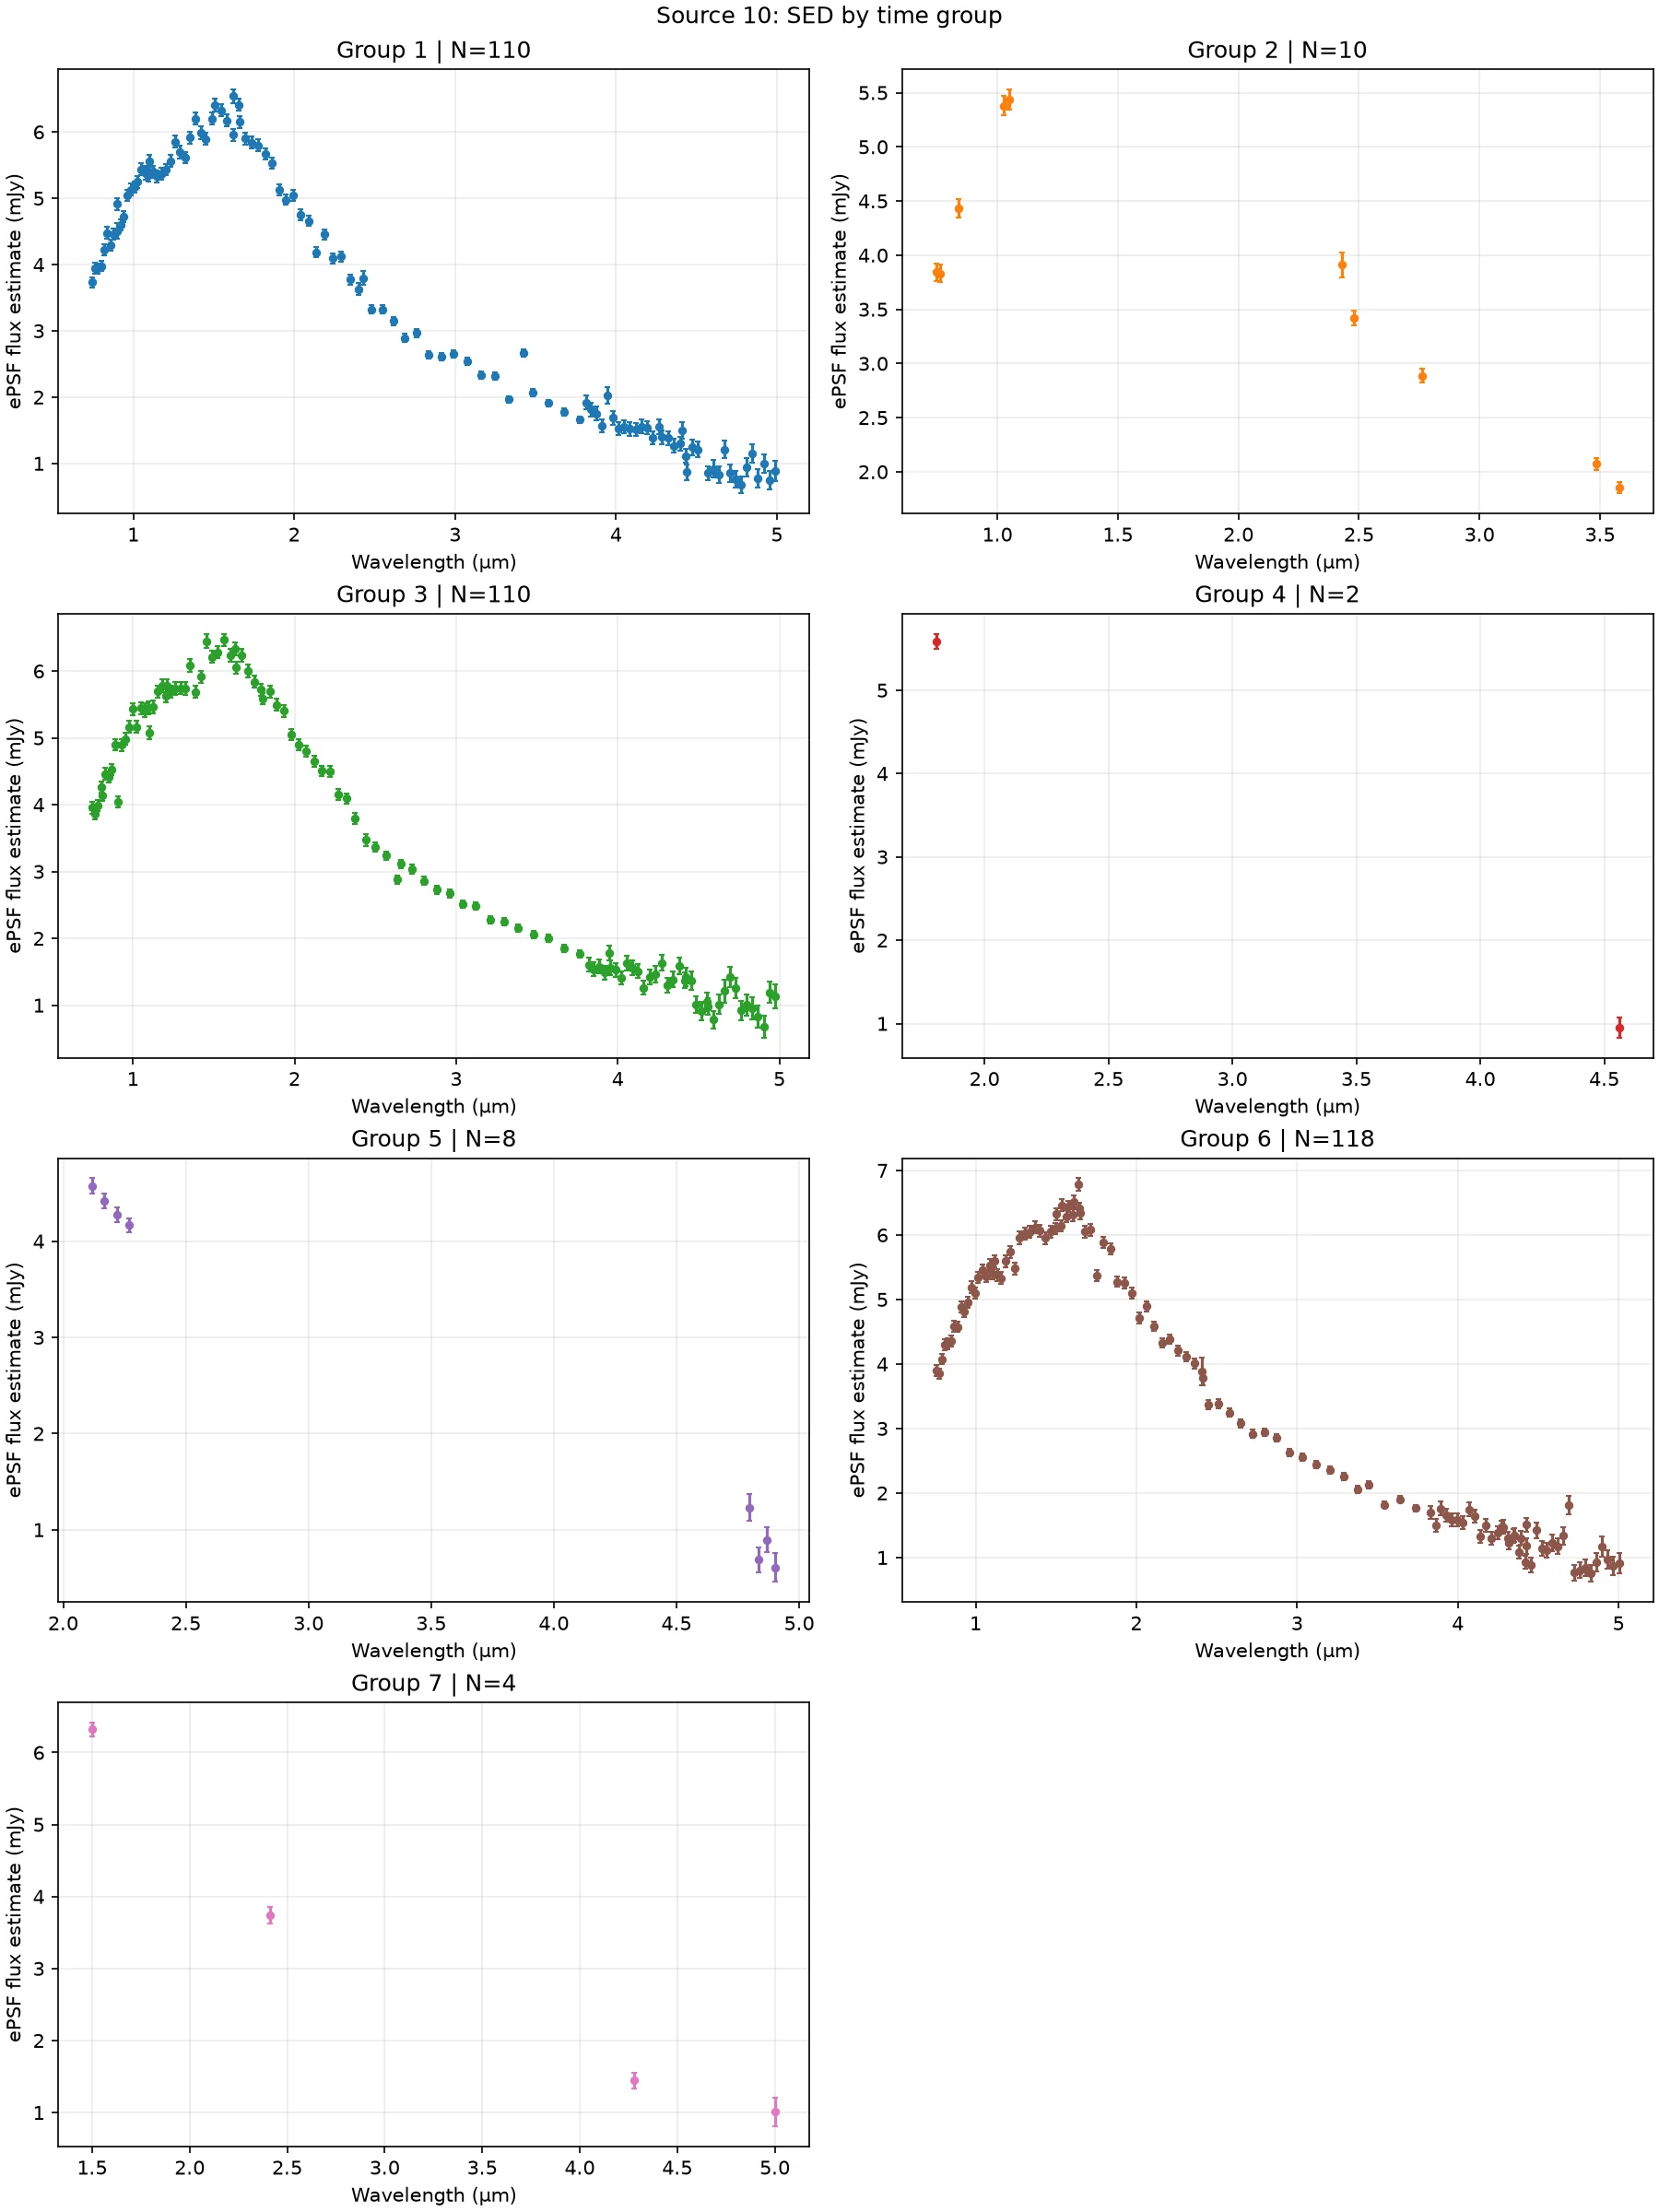 Source 10: SED by time group
Group 1 | N=110
ePSF flux estimate (mJy)
6
5
4
3
2
1
1 2 3 4 5
Wavelength (μm)
Group 2 | N=10
ePSF flux estimate (mJy)
5.5
5.0
4.5
4.0
3.5
3.0
2.5
2.0
1.0 1.5 2.0 2.5 3.0 3.5
Wavelength (μm)
Group 3 | N=110
ePSF flux estimate (mJy)
6
5
4
3
2
1
1 2 3 4 5
Wavelength (μm)
Group 4 | N=2
ePSF flux estimate (mJy)
5
4
3
2
1
2.0 2.5 3.0 3.5 4.0 4.5
Wavelength (μm)
Group 5 | N=8
ePSF flux estimate (mJy)
4
3
2
1
2.0 2.5 3.0 3.5 4.0 4.5 5.0
Wavelength (μm)
Group 6 | N=118
ePSF flux estimate (mJy)
7
6
5
4
3
2
1
1 2 3 4 5
Wavelength (μm)
Group 7 | N=4
ePSF flux estimate (mJy)
6
5
4
3
2
1
1.5 2.0 2.5 3.0 3.5 4.0 4.5 5.0
Wavelength (μm)